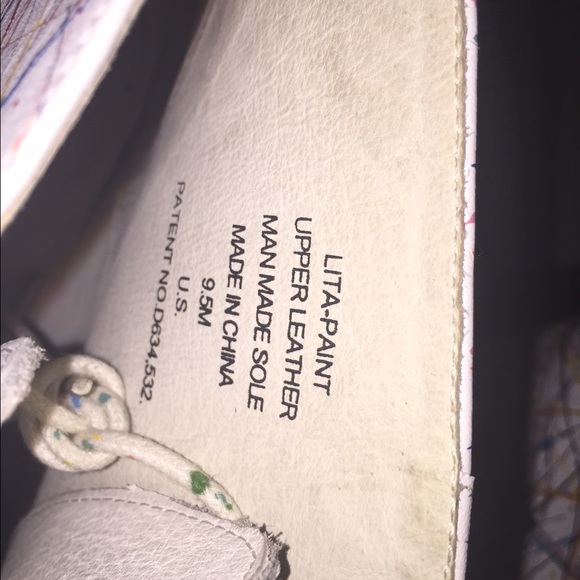 LITA-PAINT
UPPER LEATHER
MAN MADE SOLE
MADE IN CHINA
9.5M
U.S.
PATENT NO.D634,532.